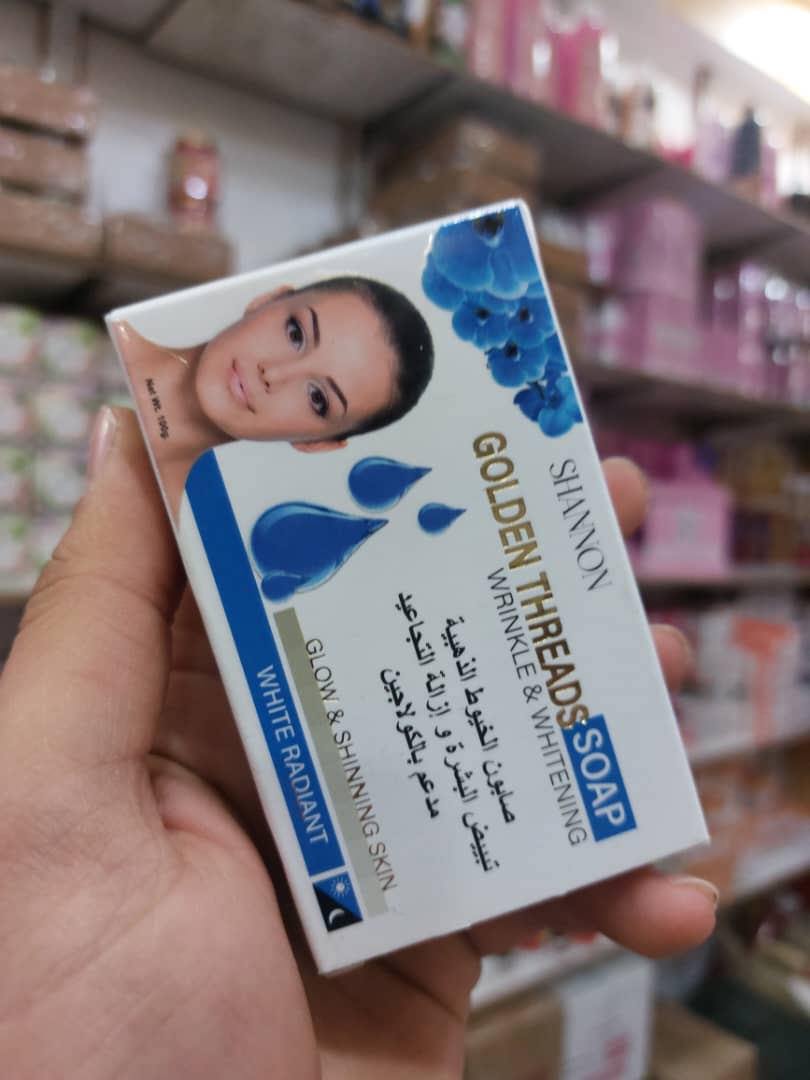 SHANNON
GOLDEN THREADS SOAP
WRINKLE & WHITENING
صابون الخيوط الذهبية
تبييض البشرة و إزالة التجاعيد
مدعم بالكولاجين
GLOW & SHINNING SKIN
WHITE RADIANT
Net Wt. 100g